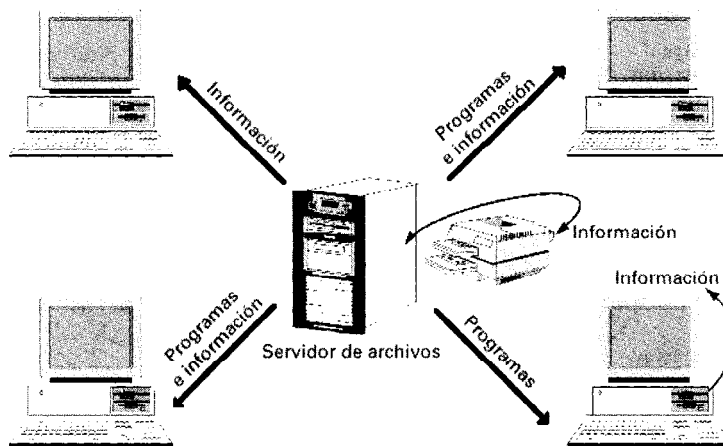 Información
Programas
e información
Información
Información
Programas
e información
Servidor de archivos
Programas